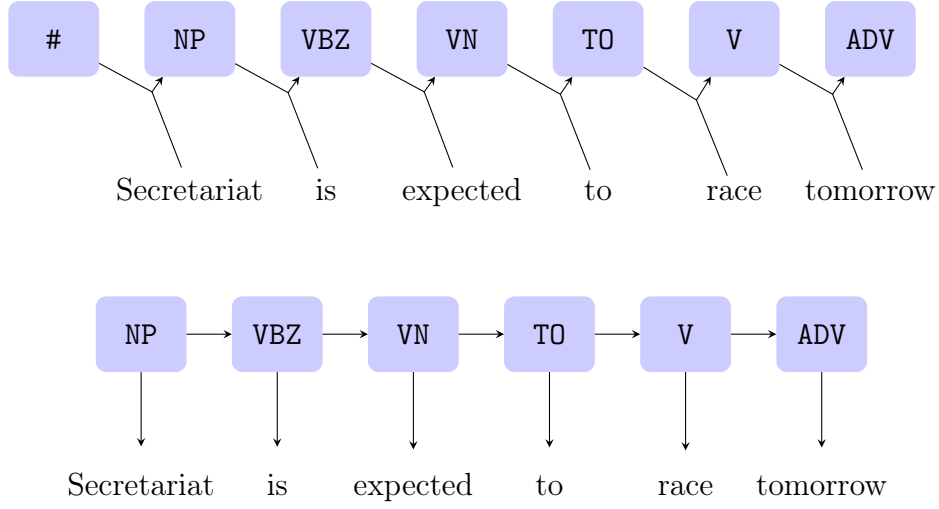 # NP VBZ VN TO V ADV
Secretariat is expected to race tomorrow
NP VBZ VN TO V ADV
Secretariat is expected to race tomorrow